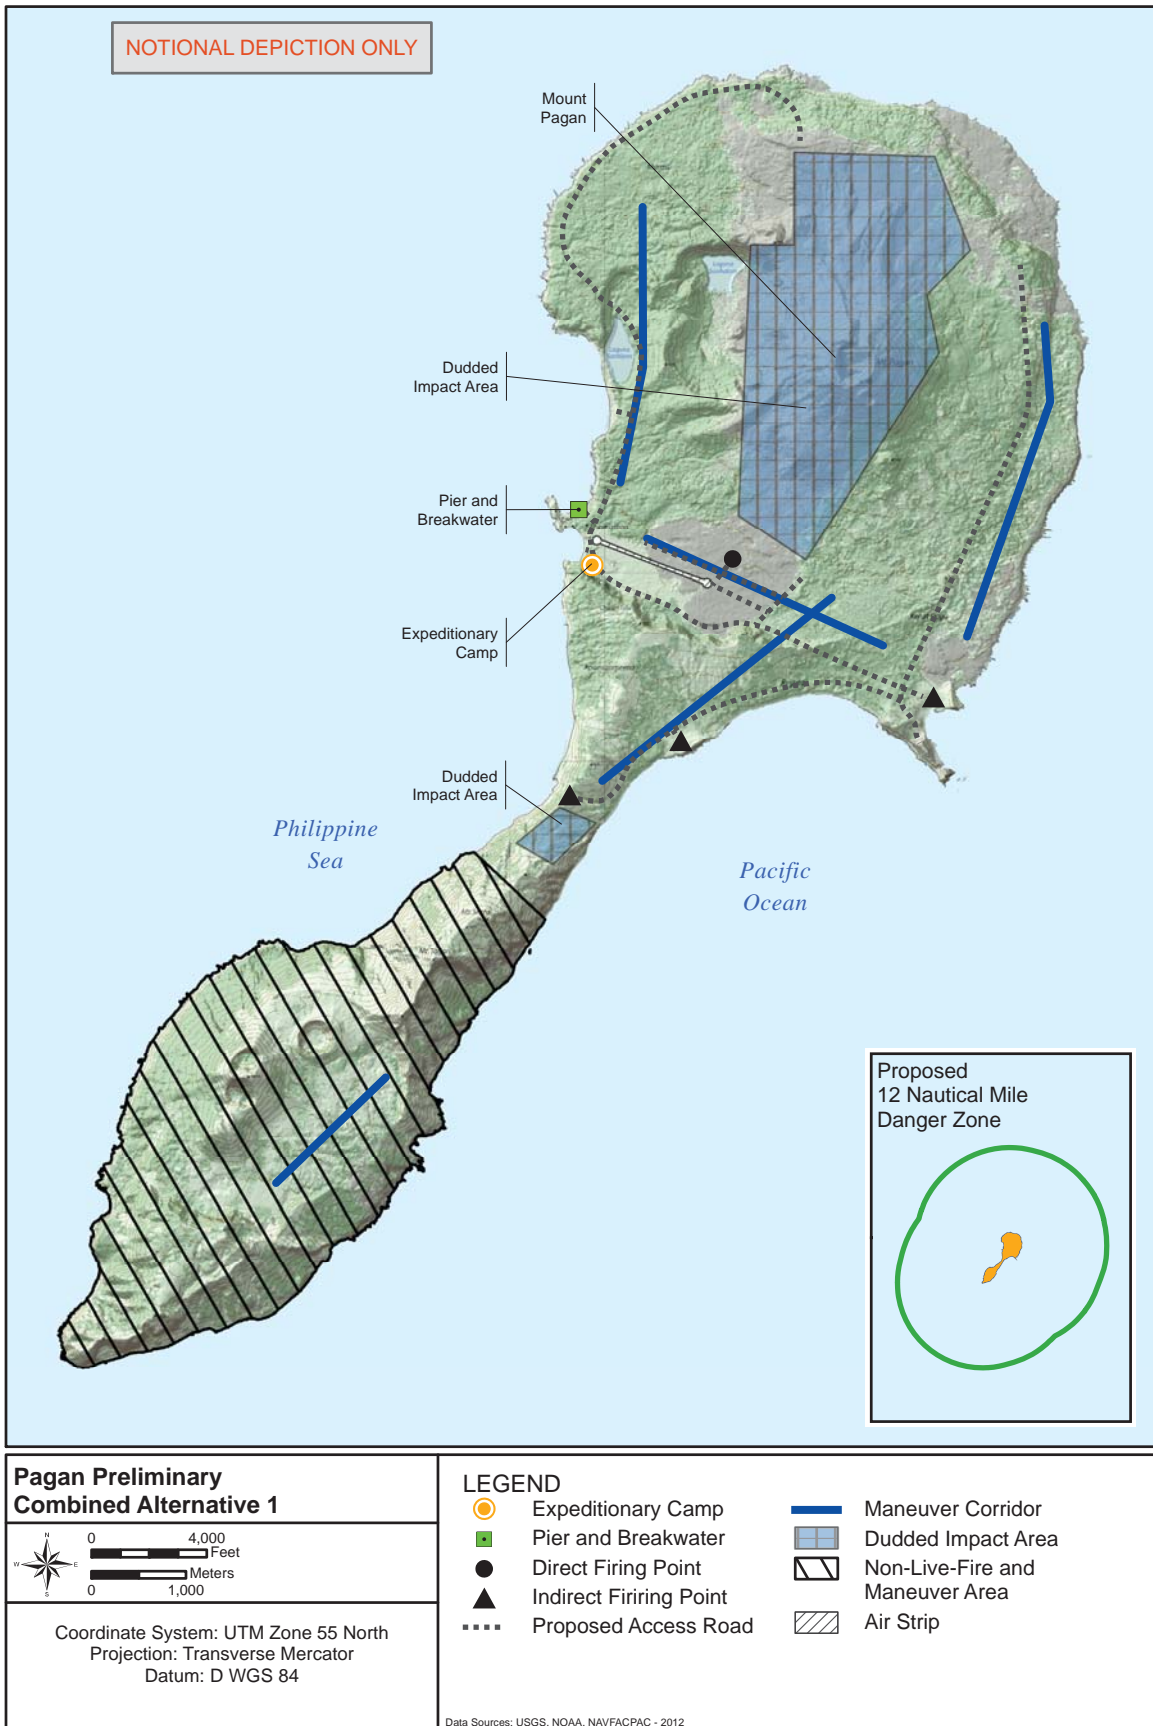 NOTIONAL DEPICTION ONLY
Mount
Pagan
Dudded
Impact Area
Pier and
Breakwater
Expeditionary
Camp
Dudded
Impact Area
Philippine
Sea
Pacific
Ocean
Proposed
12 Nautical Mile
Danger Zone
Pagan Preliminary
Combined Alternative 1
N
W
E
S
0
4,000
Feet
Meters
0
1,000
Coordinate System: UTM Zone 55 North
Projection: Transverse Mercator
Datum: D WGS 84
LEGEND
Expeditionary Camp
Pier and Breakwater
Direct Firing Point
Indirect Firiring Point
Proposed Access Road
Maneuver Corridor
Dudded Impact Area
Non-Live-Fire and
Maneuver Area
Air Strip
Data Sources: USGS, NOAA, NAVFACPAC - 2012